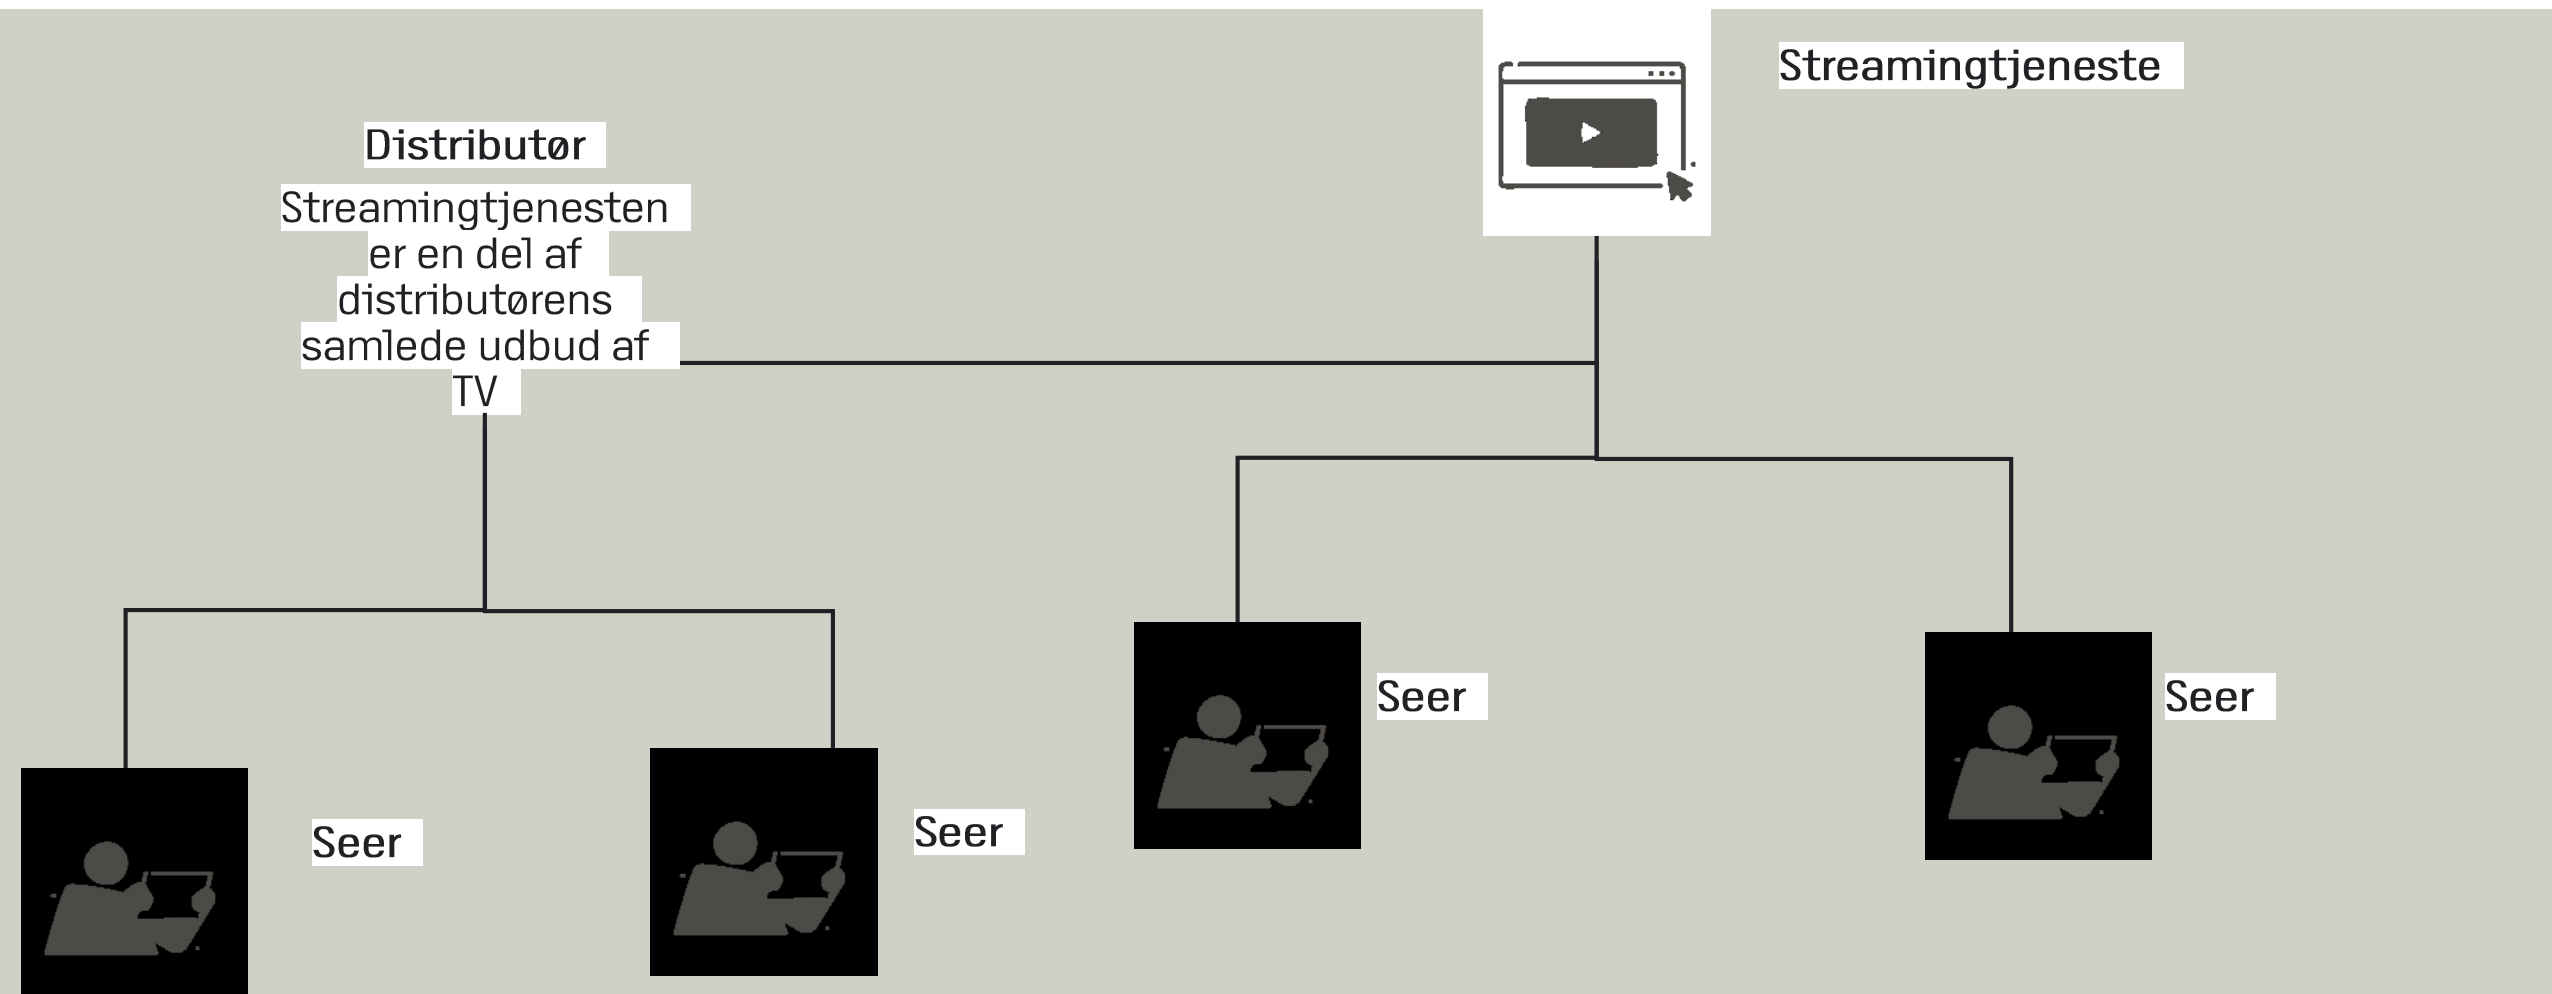 Streamingtjeneste
Distributør
Streamingtjenesten
er en del af
distributørens
samlede udbud af
TV
Seer
Seer
Seer
Seer